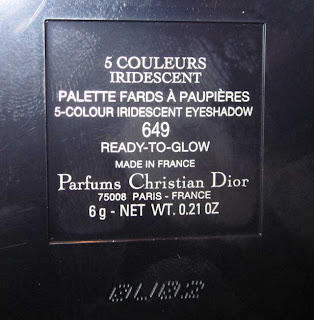 5 COULEURS
IRIDESCENT
PALETTE FARDS À PAUPIÈRES
5-COLOUR IRIDESCENT EYESHADOW
649
READY-TO-GLOW
MADE IN FRANCE
Parfums Christian Dior
75008 PARIS - FRANCE
6 g - NET WT. 0.21 OZ